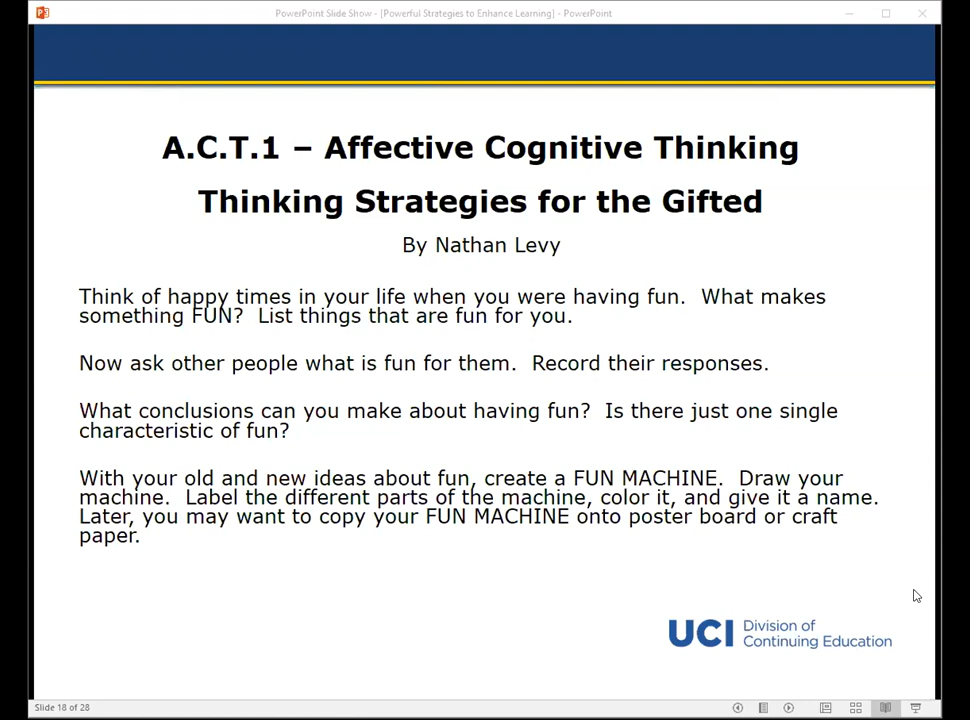 PowerPoint Slide Show - [Powerful Strategies to Enhance Learning] - PowerPoint
A.C.T.1 – Affective Cognitive Thinking
Thinking Strategies for the Gifted
By Nathan Levy
Think of happy times in your life when you were having fun.  What makes
something FUN?  List things that are fun for you.
Now ask other people what is fun for them.  Record their responses.
What conclusions can you make about having fun?  Is there just one single
characteristic of fun?
With your old and new ideas about fun, create a FUN MACHINE.  Draw your
machine.  Label the different parts of the machine, color it, and give it a name.
Later, you may want to copy your FUN MACHINE onto poster board or craft
paper.
UCI Division of
Continuing Education
Slide 18 of 28